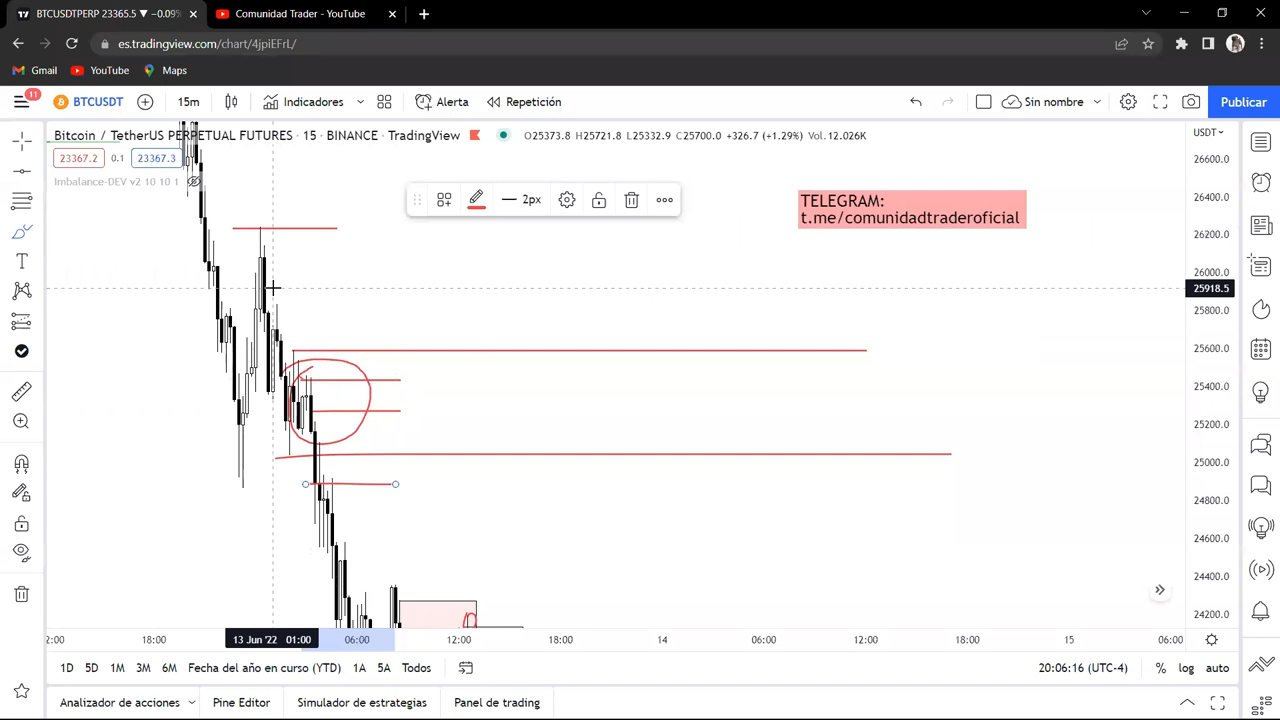 BTCUSDTPERP 23365.5 ▼ −0.09%
Comunidad Trader - YouTube
es.tradingview.com/chart/4jpiEFrL/
Gmail
YouTube
Maps
11
BTCUSDT
15m
Indicadores
Alerta
Repetición
Sin nombre
Publicar
Bitcoin / TetherUS PERPETUAL FUTURES · 15 · BINANCE · TradingView
O25373.8 H25721.8 L25332.9 C25700.0 +326.7 (+1.29%) Vol.12.026K
USDT
23367.2
0.1
23367.3
Imbalance-DEV v2 10 10 1
2px
TELEGRAM:
t.me/comunidadtraderoficial
26600.0
26400.0
26200.0
26000.0
25918.5
25800.0
25600.0
25400.0
25200.0
25000.0
24800.0
24600.0
24400.0
24200.0
2:00
18:00
13 Jun '22 01:00
06:00
12:00
18:00
14
06:00
12:00
18:00
15
06:00
1D
5D
1M
3M
6M
Fecha del año en curso (YTD)
1A
5A
Todos
20:06:16 (UTC-4)
%
log
auto
Analizador de acciones
Pine Editor
Simulador de estrategias
Panel de trading